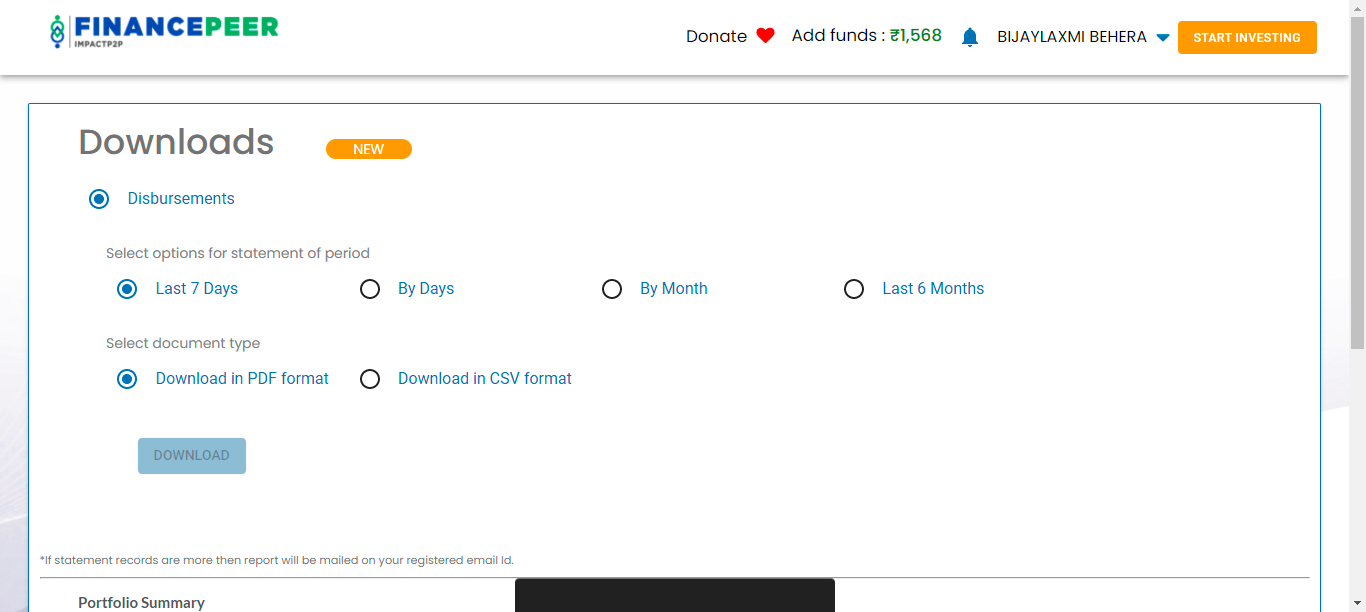 FINANCEPEER
IMPACTP2P
Donate Add funds : ₹1,568 BIJAYLAXMI BEHERA START INVESTING
Downloads NEW
Disbursements
Select options for statement of period
Last 7 Days By Days By Month Last 6 Months
Select document type
Download in PDF format Download in CSV format
DOWNLOAD
*If statement records are more then report will be mailed on your registered email Id.
Portfolio Summary